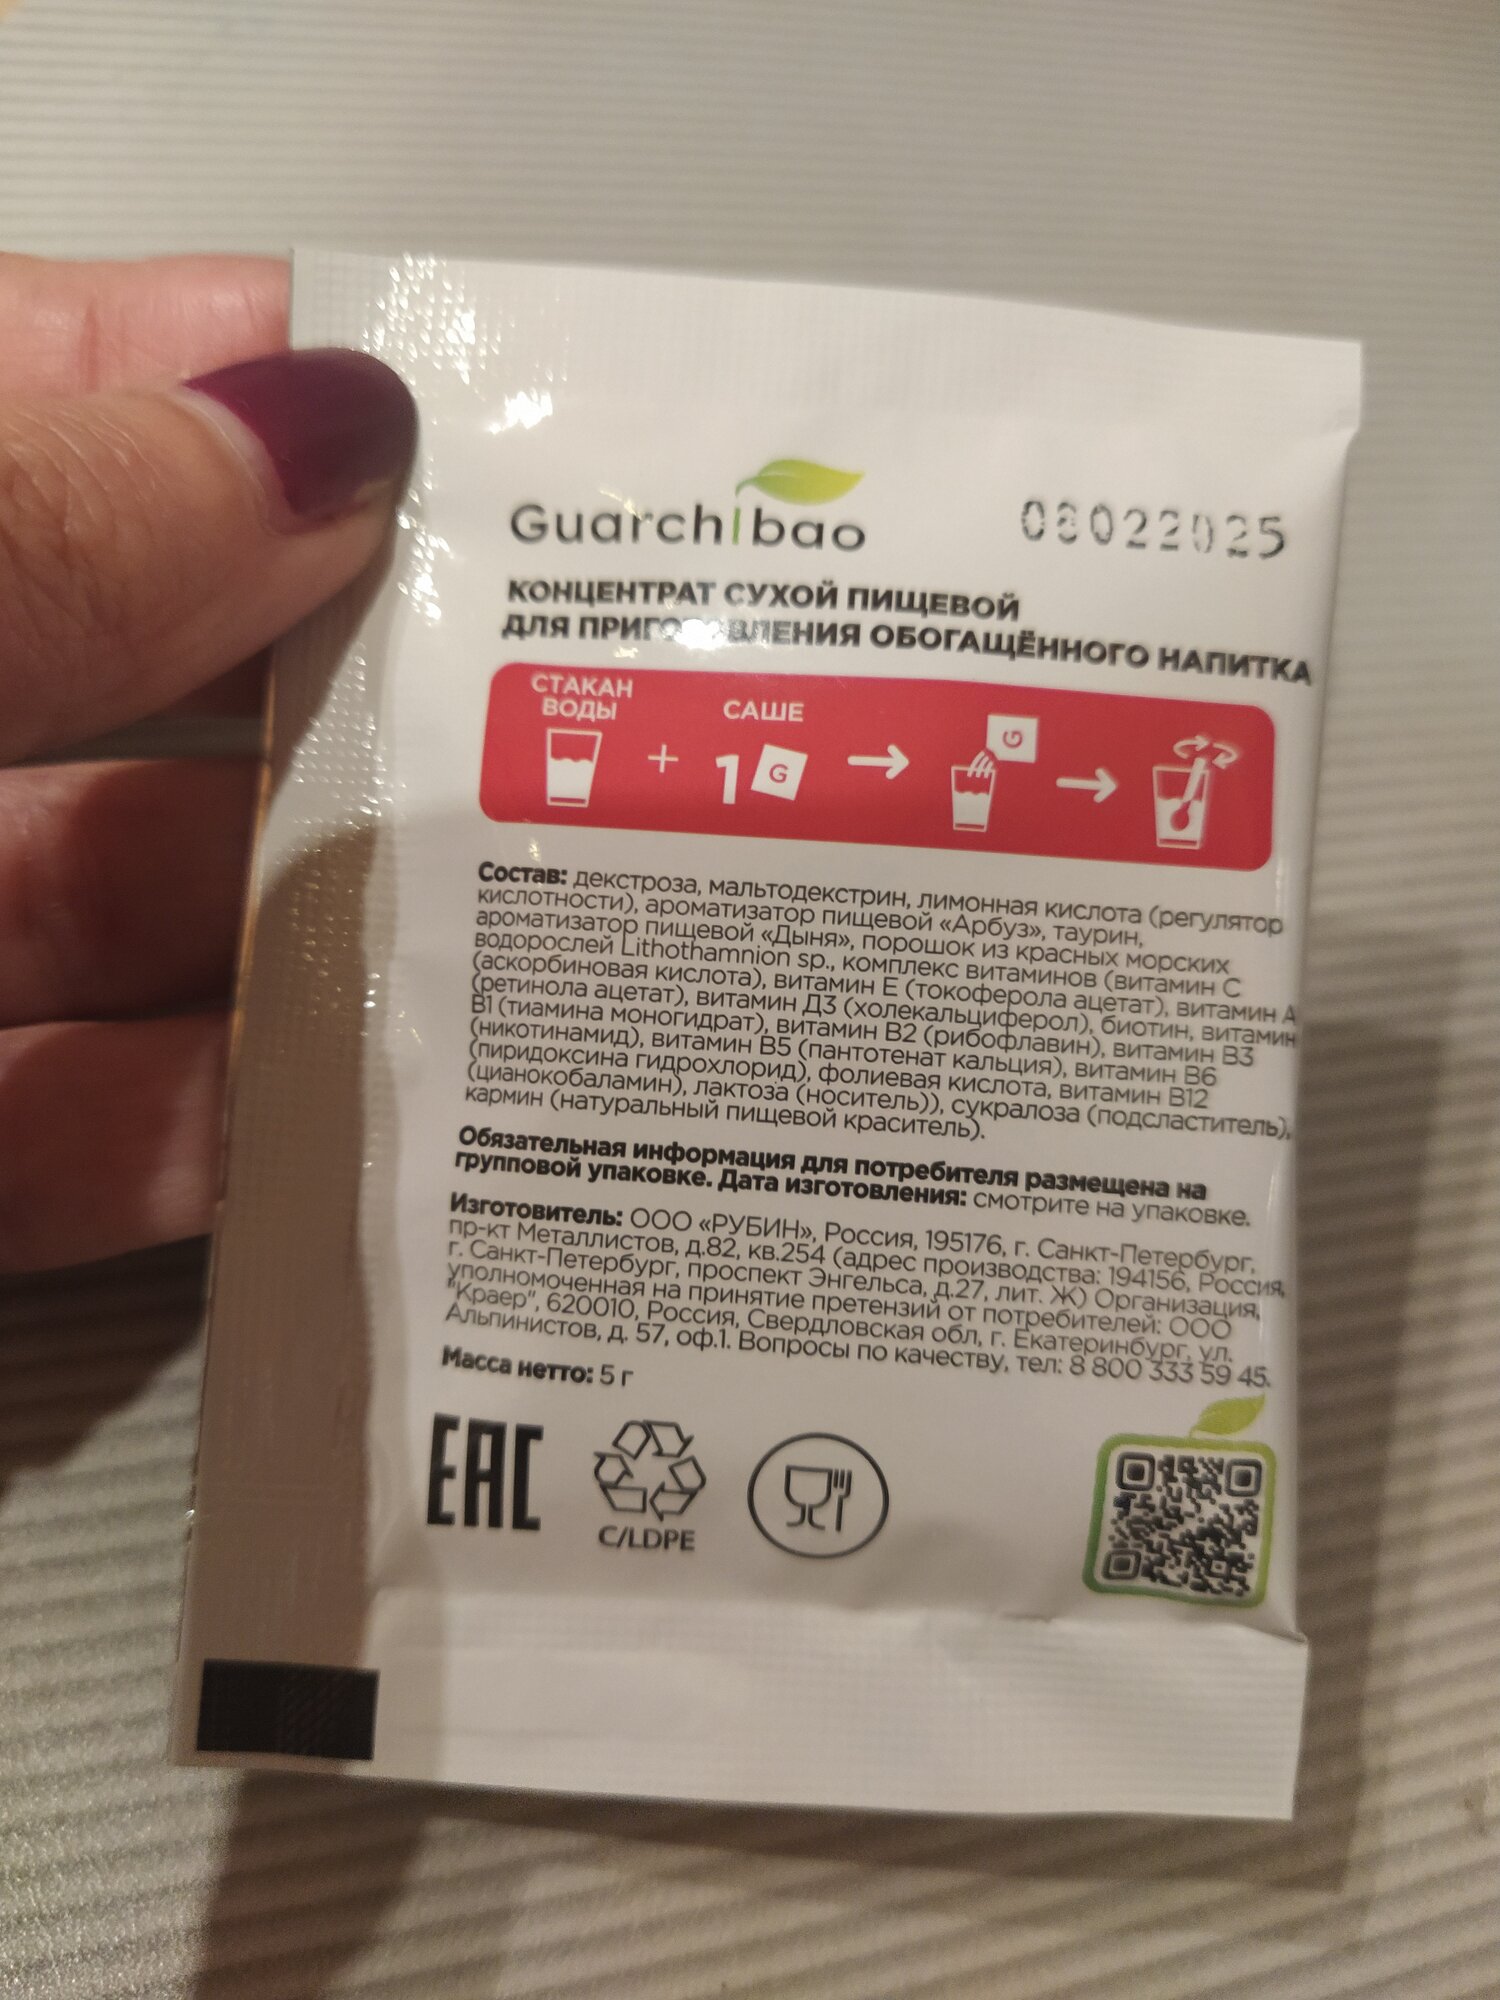 Guarchibao
08022025
КОНЦЕНТРАТ СУХОЙ ПИЩЕВОЙ
ДЛЯ ПРИГОТОВЛЕНИЯ ОБОГАЩЁННОГО НАПИТКА
СТАКАН
ВОДЫ
+
САШЕ
1 G
G
Состав: декстроза, мальтодекстрин, лимонная кислота (регулятор
кислотности), ароматизатор пищевой «Арбуз», таурин,
ароматизатор пищевой «Дыня», порошок из красных морских
водорослей Lithothamnion sp., комплекс витаминов (витамин С
(аскорбиновая кислота), витамин Е (токоферола ацетат), витамин А
(ретинола ацетат), витамин Д3 (холекальциферол), биотин, витамин
В1 (тиамина моногидрат), витамин В2 (рибофлавин), витамин В3
(никотинамид), витамин В5 (пантотенат кальция), витамин В6
(пиридоксина гидрохлорид), фолиевая кислота, витамин В12
(цианокобаламин), лактоза (носитель)), сукралоза (подсластитель),
кармин (натуральный пищевой краситель).
Обязательная информация для потребителя размещена на
групповой упаковке. Дата изготовления: смотрите на упаковке.
Изготовитель: ООО «РУБИН», Россия, 195176, г. Санкт-Петербург,
пр-кт Металлистов, д.82, кв.254 (адрес производства: 194156, Россия,
г. Санкт-Петербург, проспект Энгельса, д.27, лит. Ж) Организация,
уполномоченная на принятие претензий от потребителей: ООО
"Краер", 620010, Россия, Свердловская обл, г. Екатеринбург, ул.
Альпинистов, д. 57, оф.1. Вопросы по качеству, тел: 8 800 333 59 45.
Масса нетто: 5 г
EAC
C/LDPE